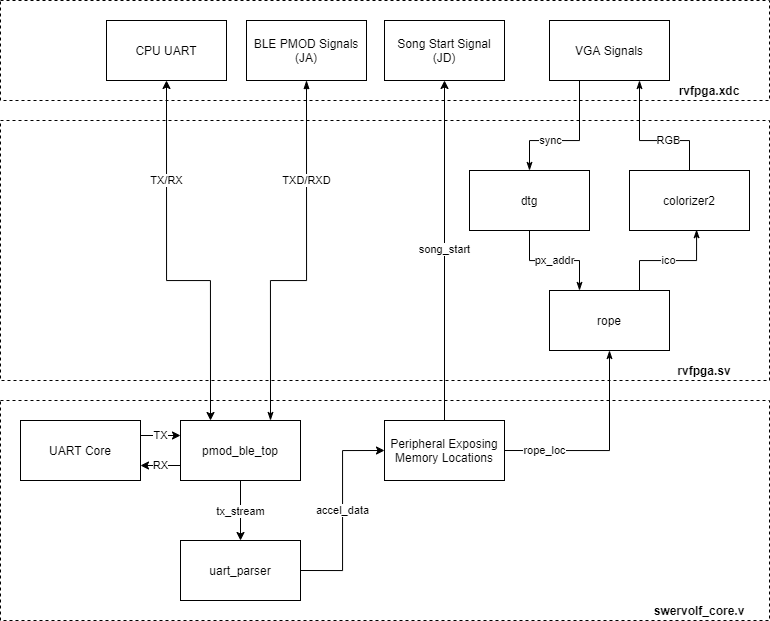 CPU UART
BLE PMOD Signals
(JA)
Song Start Signal
(JD)
VGA Signals
rvfpga.xdc
sync
RGB
TX/RX
TXD/RXD
dtg
colorizer2
song_start
px_addr
ico
rope
rvfpga.sv
UART Core
TX
RX
pmod_ble_top
Peripheral Exposing
Memory Locations
rope_loc
tx_stream
accel_data
uart_parser
swervolf_core.v